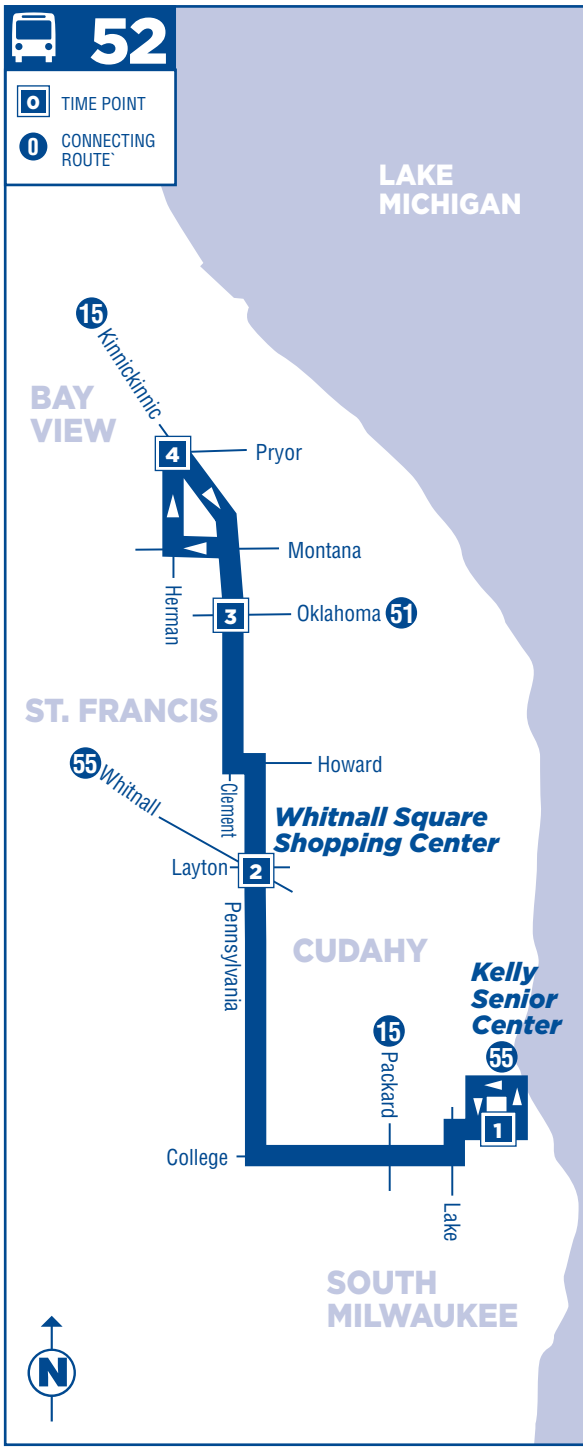 52
0 TIME POINT
0 CONNECTING
ROUTE`
LAKE
MICHIGAN
15
Kinnickinnic
BAY
VIEW
4
Pryor
Montana
Herman
3
Oklahoma 51
ST. FRANCIS
Howard
55 Whitnall
Clement
Whitnall Square
Shopping Center
Layton
2
Pennsylvania
CUDAHY
Kelly
Senior
Center
55
15
Packard
1
College
Lake
SOUTH
MILWAUKEE
N